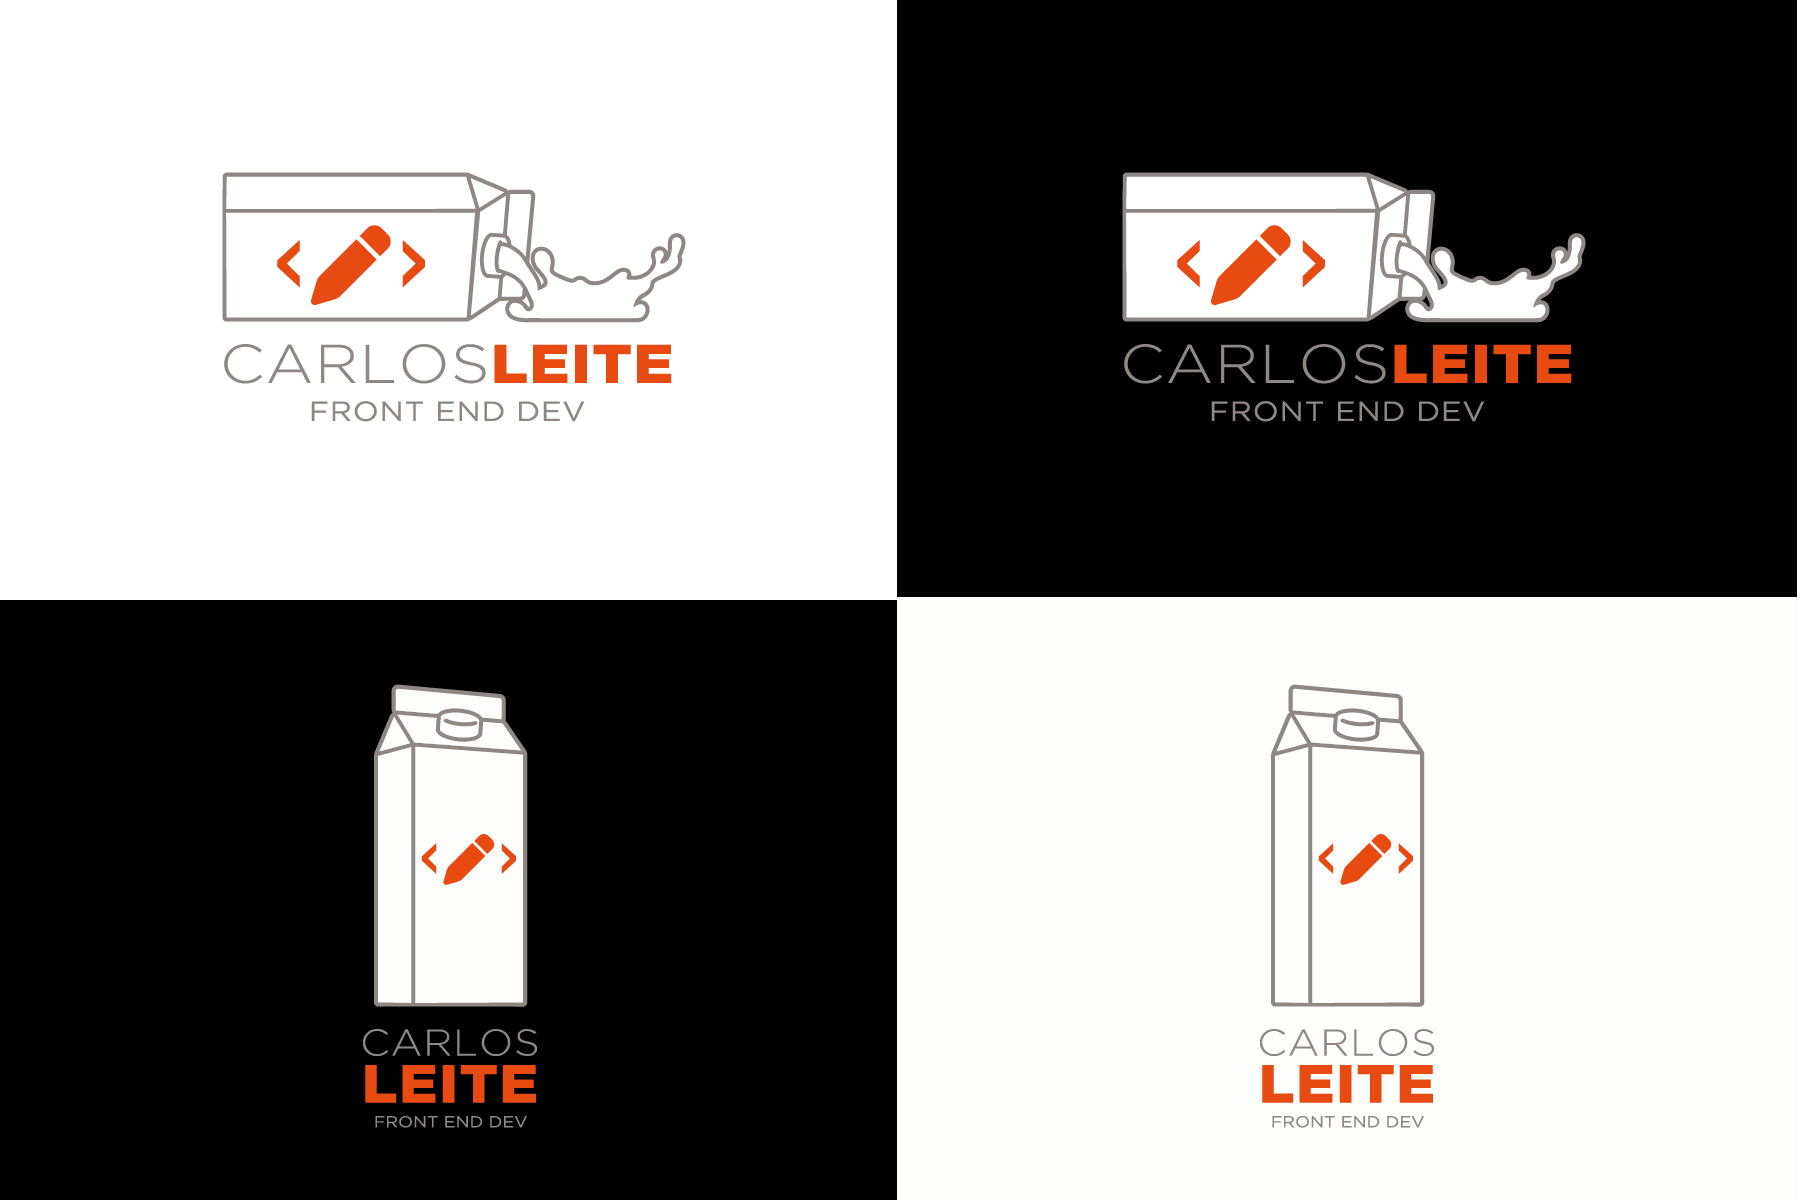 CARLOSLEITE
FRONT END DEV
CARLOSLEITE
FRONT END DEV
CARLOS
LEITE
FRONT END DEV
CARLOS
LEITE
FRONT END DEV